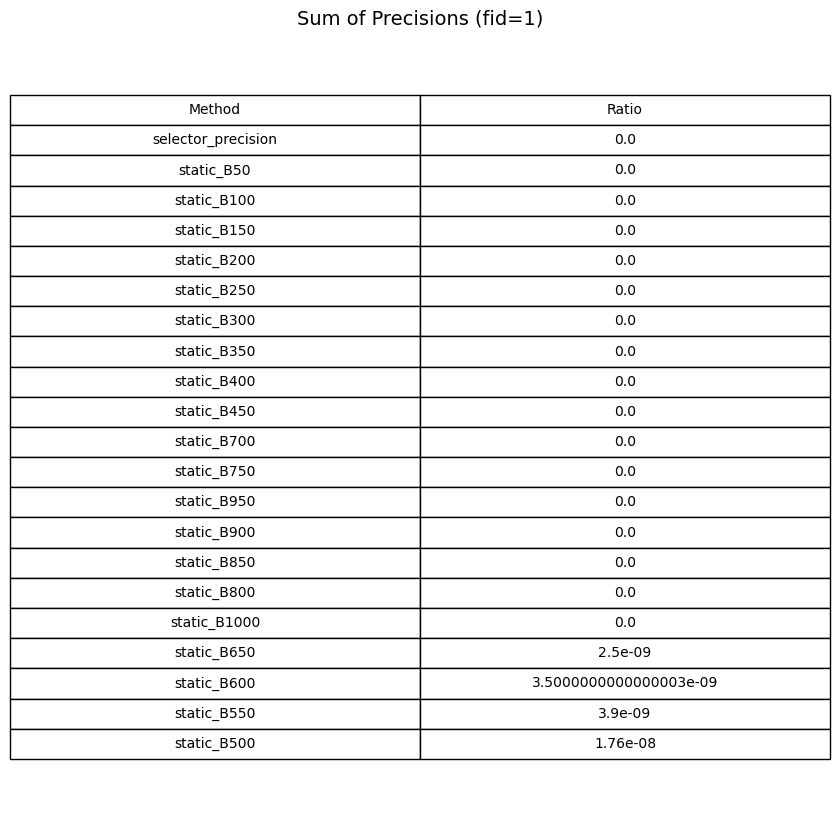 Sum of Precisions (fid=1)
Method Ratio
selector_precision 0.0
static_B50 0.0
static_B100 0.0
static_B150 0.0
static_B200 0.0
static_B250 0.0
static_B300 0.0
static_B350 0.0
static_B400 0.0
static_B450 0.0
static_B700 0.0
static_B750 0.0
static_B950 0.0
static_B900 0.0
static_B850 0.0
static_B800 0.0
static_B1000 0.0
static_B650 2.5e-09
static_B600 3.5000000000000003e-09
static_B550 3.9e-09
static_B500 1.76e-08